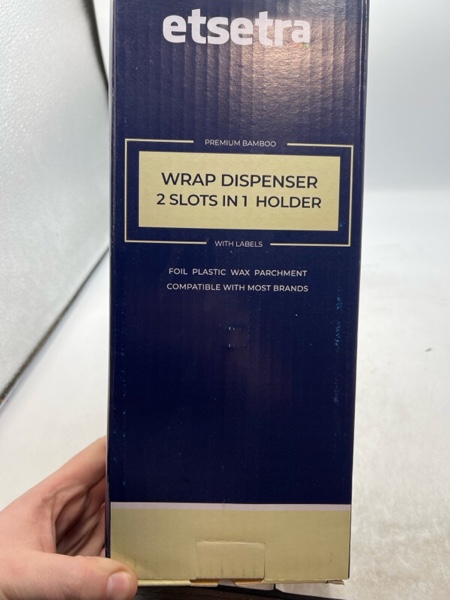 etsetra
PREMIUM BAMBOO
WRAP DISPENSER
2 SLOTS IN 1 HOLDER
WITH LABELS
FOIL PLASTIC WAX PARCHMENT
COMPATIBLE WITH MOST BRANDS